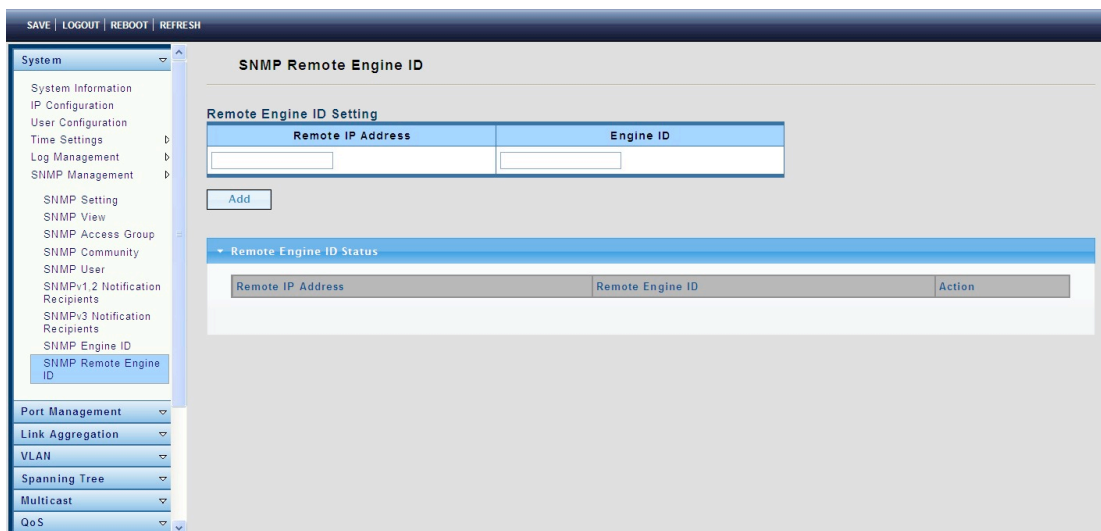 SAVE | LOGOUT | REBOOT | REFRESH
System
System Information
IP Configuration
User Configuration
Time Settings
Log Management
SNMP Management
SNMP Setting
SNMP View
SNMP Access Group
SNMP Community
SNMP User
SNMPv1,2 Notification
Recipients
SNMPv3 Notification
Recipients
SNMP Engine ID
SNMP Remote Engine
ID
Port Management
Link Aggregation
VLAN
Spanning Tree
Multicast
QoS
SNMP Remote Engine ID
Remote Engine ID Setting
Remote IP Address Engine ID
Add
Remote Engine ID Status
Remote IP Address Remote Engine ID Action